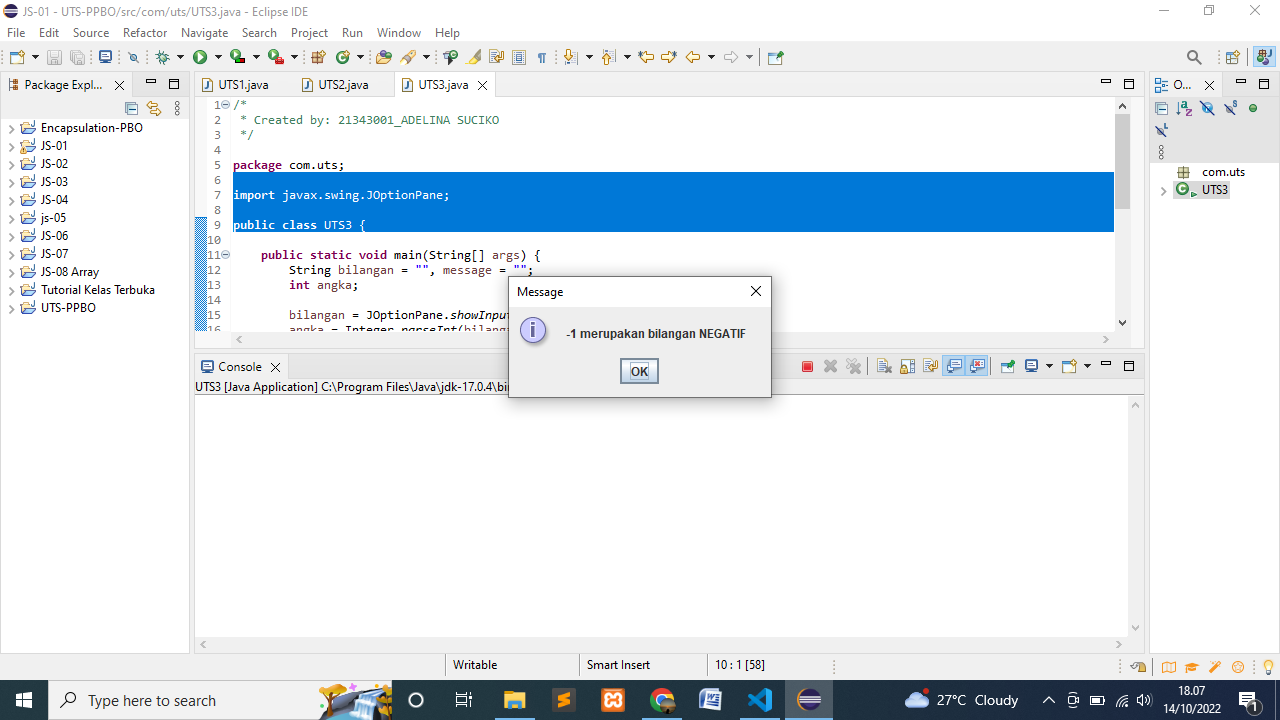 JS-01 - UTS-PPBO/src/com/uts/UTS3.java - Eclipse IDE
File Edit Source Refactor Navigate Search Project Run Window Help
Package Expl...
UTS1.java UTS2.java UTS3.java
O...
Encapsulation-PBO
JS-01
JS-02
JS-03
JS-04
js-05
JS-06
JS-07
JS-08 Array
Tutorial Kelas Terbuka
UTS-PPBO
1 /*
2 * Created by: 21343001_ADELINA SUCIKO
3 */
4
5 package com.uts;
6
7 import javax.swing.JOptionPane;
8
9 public class UTS3 {
10
11 public static void main(String[] args) {
12 String bilangan = "", message = "";
13 int angka;
14
15 bilangan = JOptionPane.showInput
16 angka = Integer.parseInt(bilanga
com.uts
UTS3
Message
-1 merupakan bilangan NEGATIF
OK
Console
UTS3 [Java Application] C:\Program Files\Java\jdk-17.0.4\bin
Writable Smart Insert 10 : 1 [58]
Type here to search
27°C Cloudy
18.07
14/10/2022
1